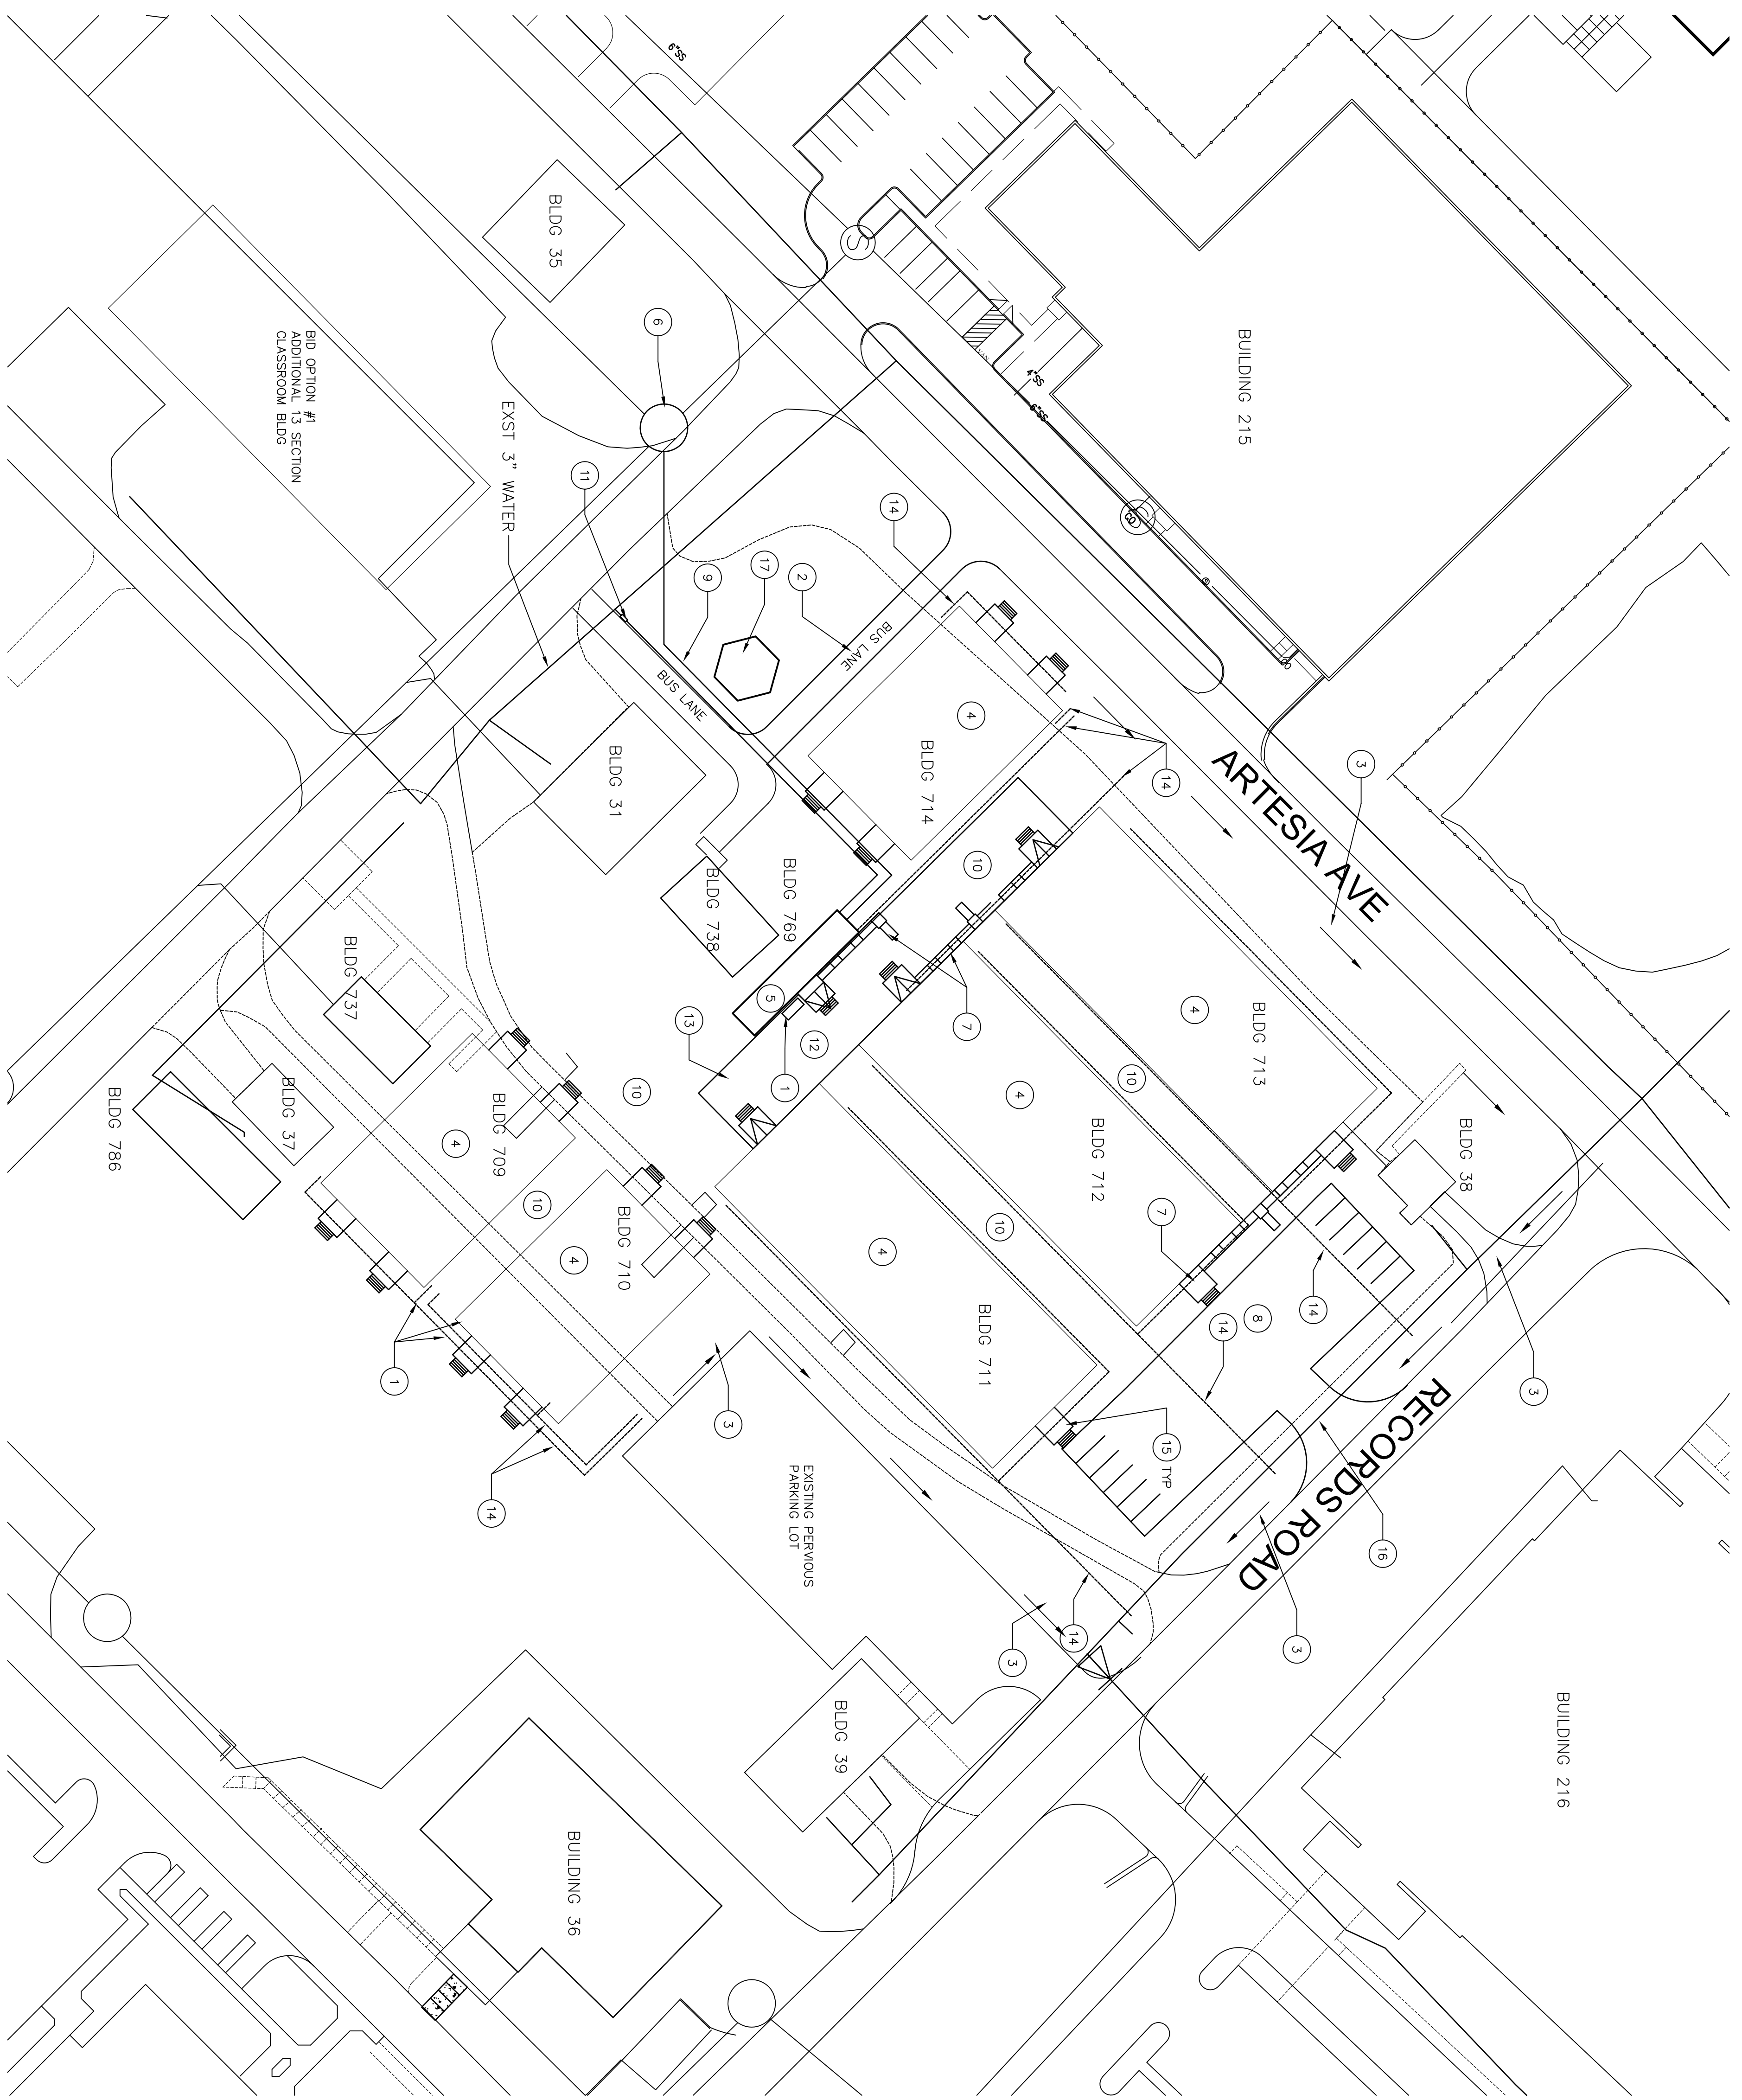 6"SS
BUILDING 215
BLDG 35
6
4"SS
6"SS
S
CO
CO
BID OPTION #1
ADDITIONAL 13 SECTION
CLASSROOM BLDG
EXST 3" WATER
11
9
17
2
14
BUS LANE
BUS LANE
4
BLDG 714
14
ARTESIA AVE
3
BLDG 31
BLDG 738
BLDG 769
10
7
5
12
13
1
4
BLDG 713
10
4
BLDG 712
BLDG 38
14
7
14
8
3
BLDG 737
BLDG 37
BLDG 786
BLDG 709
4
10
10
4
BLDG 710
10
4
BLDG 711
1
3
14
15 TYP
RECORDS ROAD
16
3
EXISTING PERVIOUS
PARKING LOT
14
3
BLDG 39
BUILDING 216
BUILDING 36